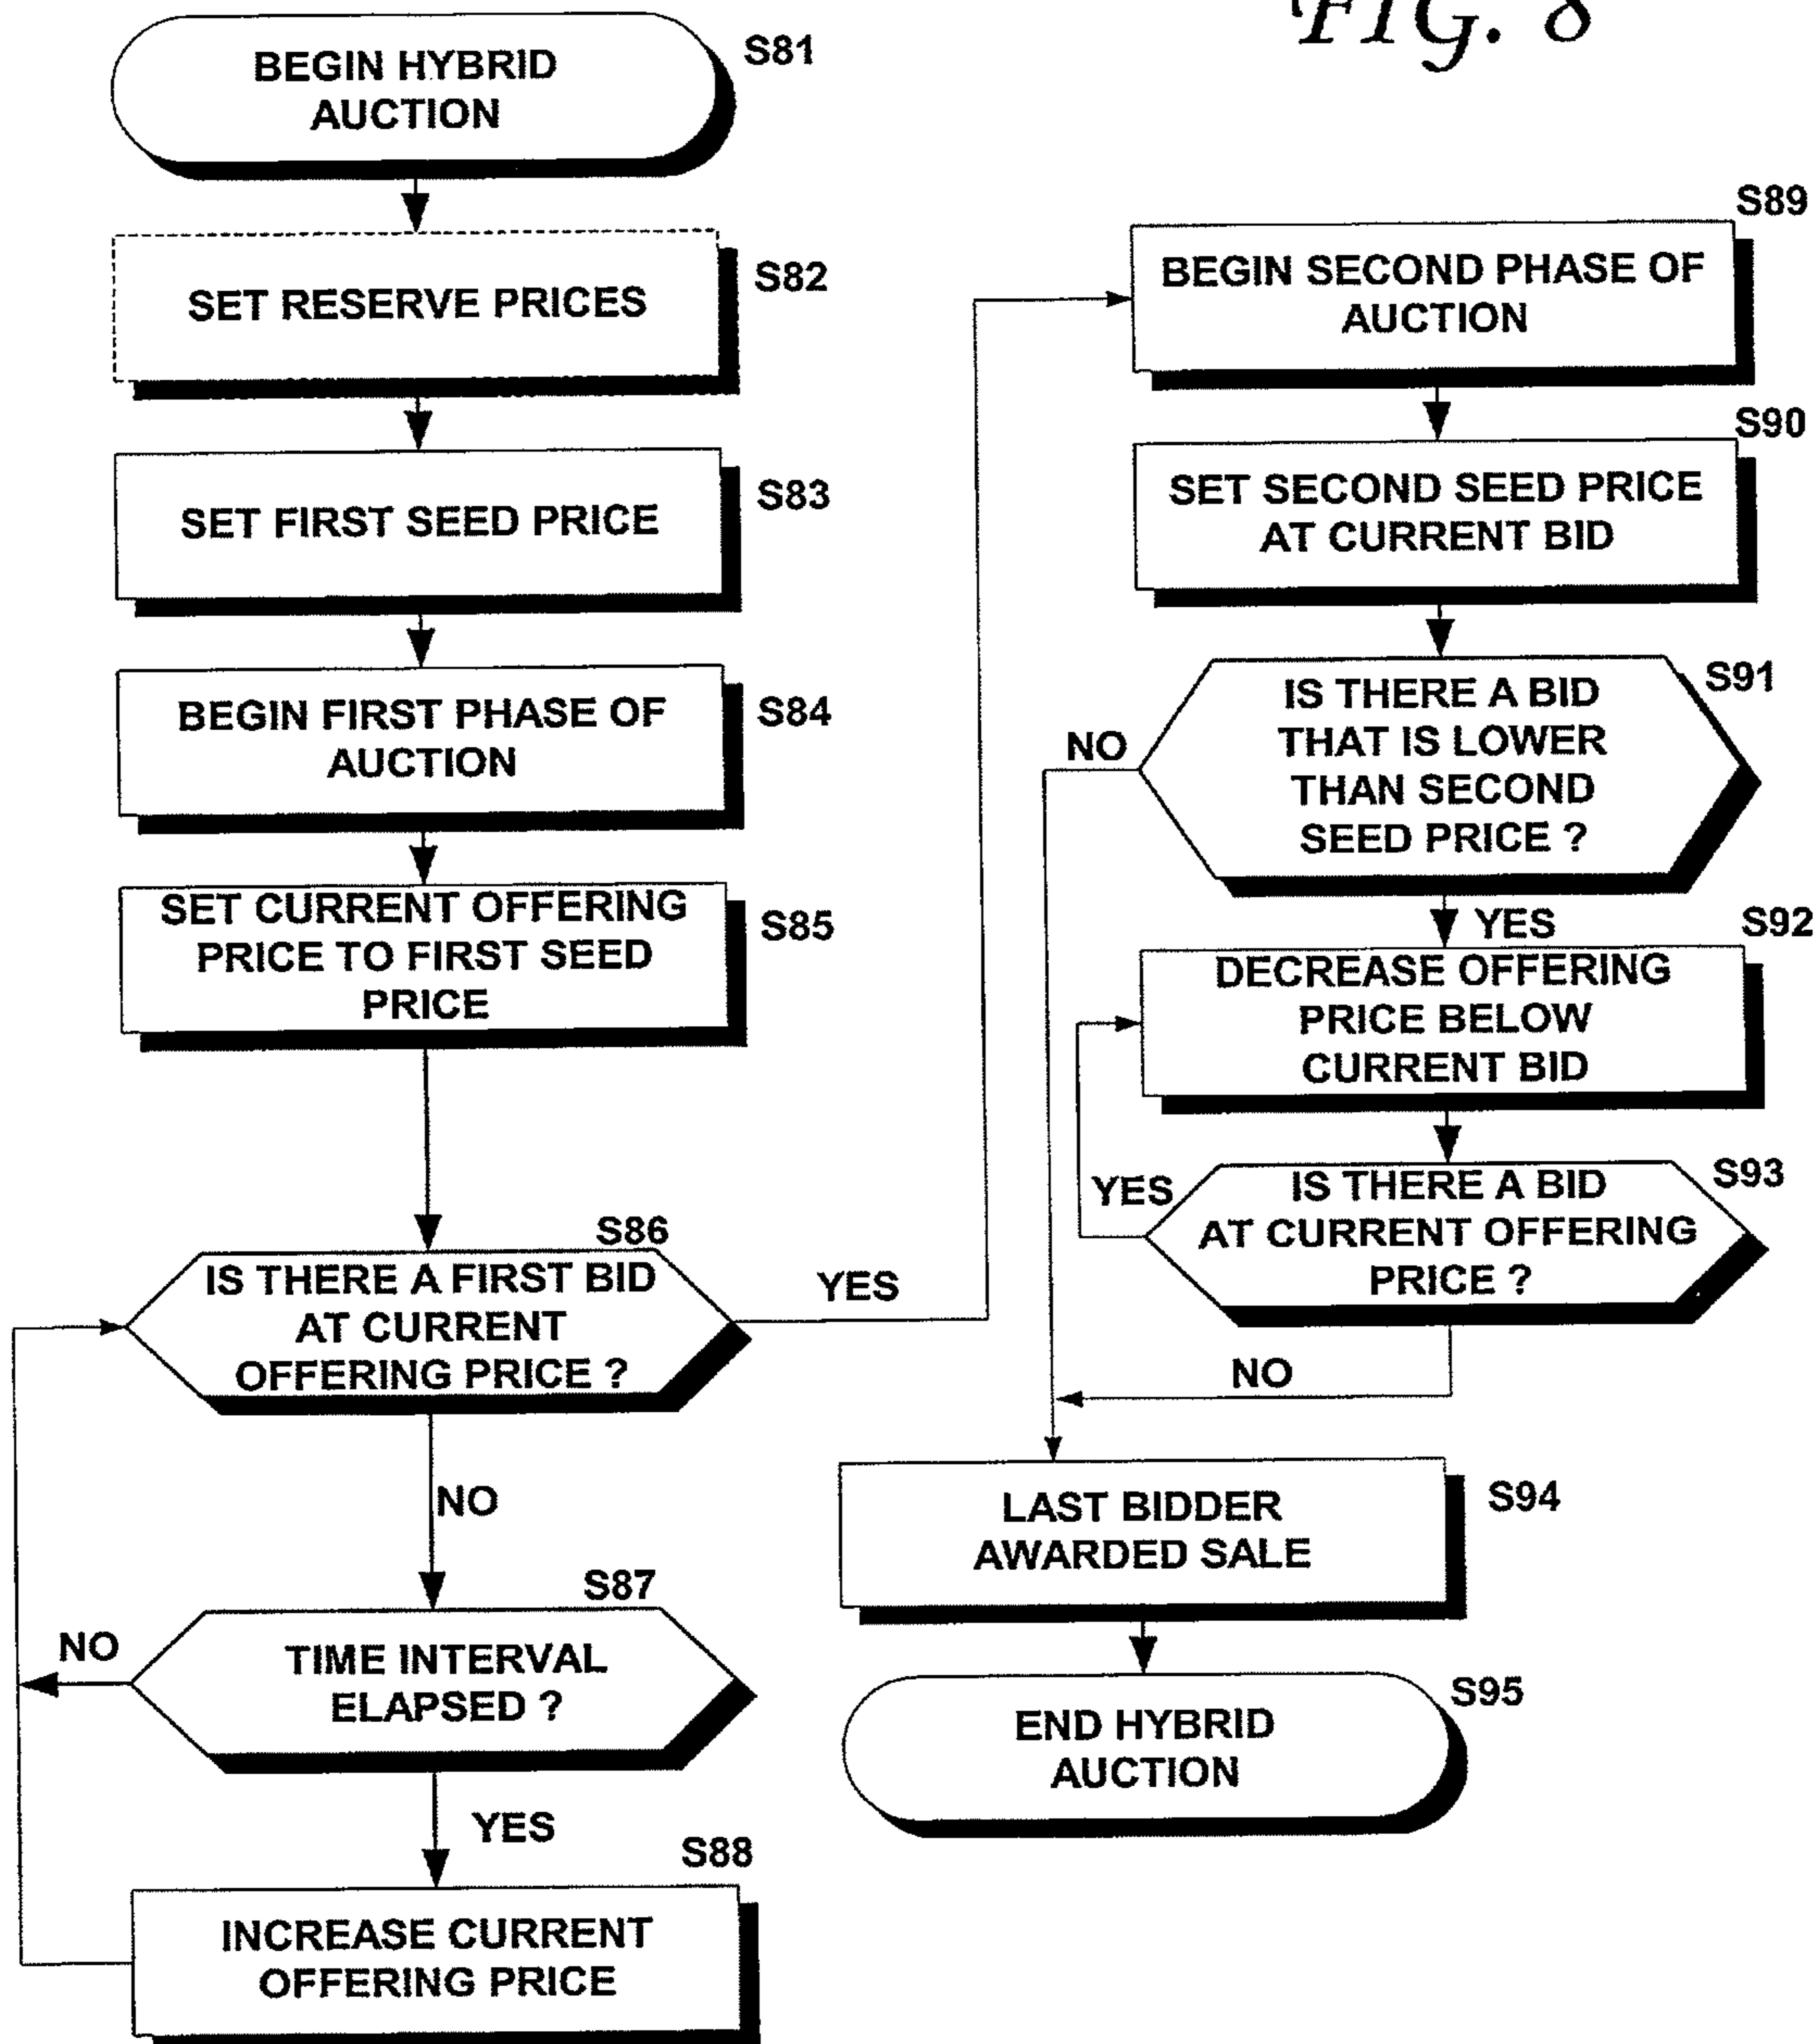 FIG. 8
BEGIN HYBRID
AUCTION
S81
SET RESERVE PRICES
S82
SET FIRST SEED PRICE
S83
BEGIN FIRST PHASE OF
AUCTION
S84
SET CURRENT OFFERING
PRICE TO FIRST SEED
PRICE
S85
S86
IS THERE A FIRST BID
AT CURRENT
OFFERING PRICE ?
YES
NO
S87
TIME INTERVAL
ELAPSED ?
NO
YES
S88
INCREASE CURRENT
OFFERING PRICE
S89
BEGIN SECOND PHASE OF
AUCTION
S90
SET SECOND SEED PRICE
AT CURRENT BID
S91
IS THERE A BID
THAT IS LOWER
THAN SECOND
SEED PRICE ?
NO
YES
S92
DECREASE OFFERING
PRICE BELOW
CURRENT BID
S93
IS THERE A BID
AT CURRENT OFFERING
PRICE ?
YES
NO
LAST BIDDER
AWARDED SALE
S94
S95
END HYBRID
AUCTION